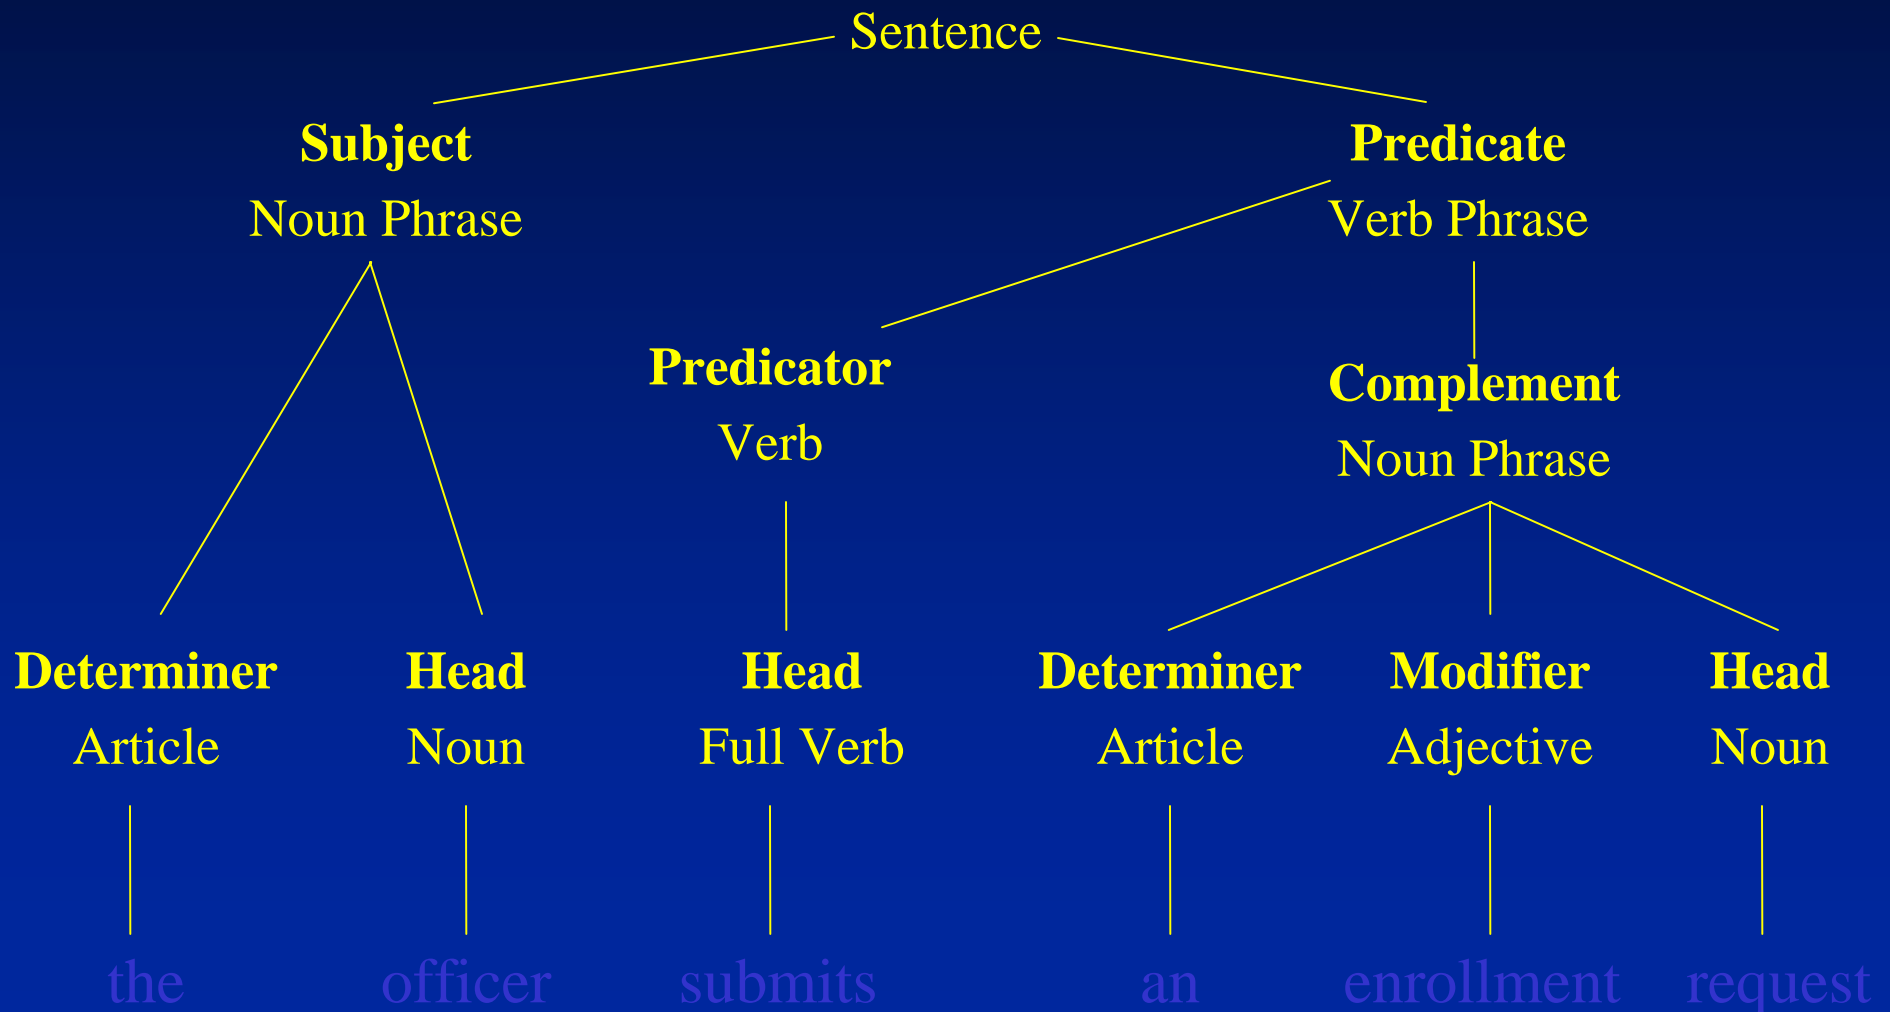 Sentence
Subject Predicate
Noun Phrase Verb Phrase
Predicator Complement
Verb Noun Phrase
Determiner Head Head Determiner Modifier Head
Article Noun Full Verb Article Adjective Noun
the officer submits an enrollment request